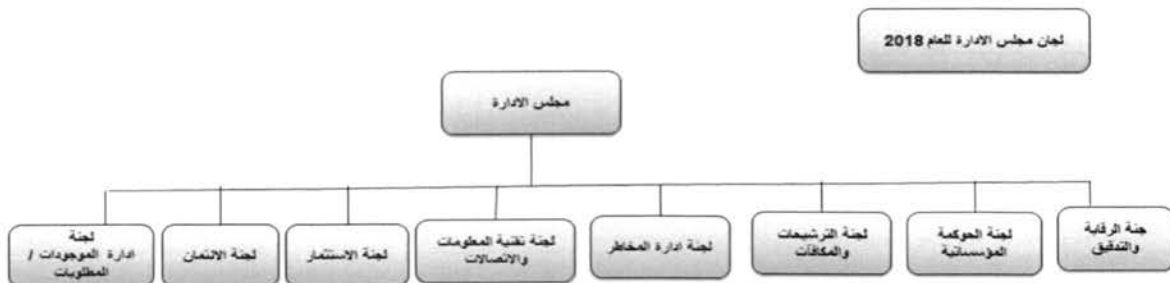 لجان مجلس الادارة للعام 2018
مجلس الادارة
جنة الرقابة
والتدقيق
لجنة الحوكمة
المؤسساتية
لجنة الترشيحات
والمكافآت
لجنة ادارة المخاطر
لجنة تقنية المعلومات
والاتصالات
لجنة الاستثمار
لجنة الائتمان
لجنة
ادارة الموجودات /
المطلوبات